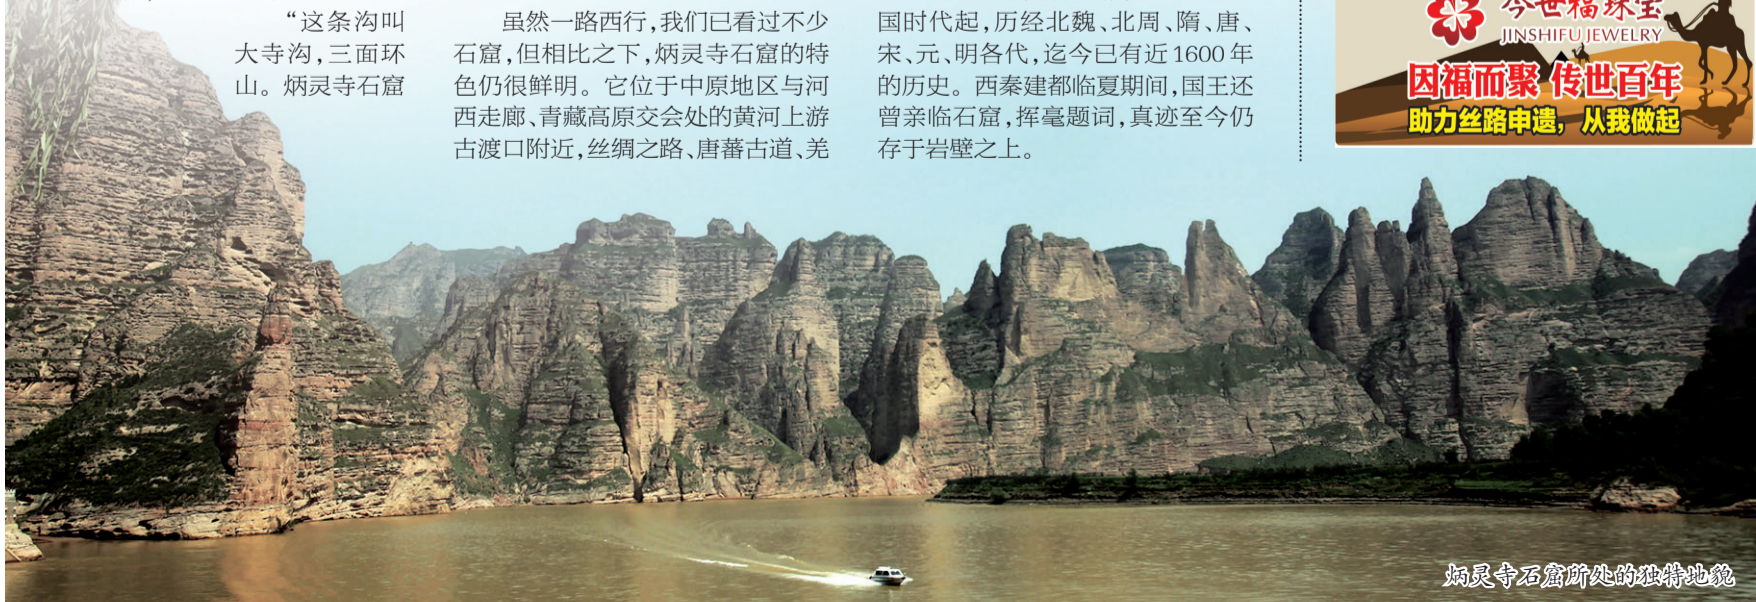 “这条沟叫
大寺沟，三面环
山。炳灵寺石窟
虽然一路西行，我们已看过不少
石窟，但相比之下，炳灵寺石窟的特
色仍很鲜明。它位于中原地区与河
西走廊、青藏高原交会处的黄河上游
古渡口附近，丝绸之路、唐蕃古道、羌
国时代起，历经北魏、北周、隋、唐、
宋、元、明各代，迄今已有近1600年
的历史。西秦建都临夏期间，国王还
曾亲临石窟，挥毫题词，真迹至今仍
存于岩壁之上。
今世福珠宝
JINSHIFU JEWELRY
因福而聚 传世百年
助力丝路申遗，从我做起
炳灵寺石窟所处的独特地貌